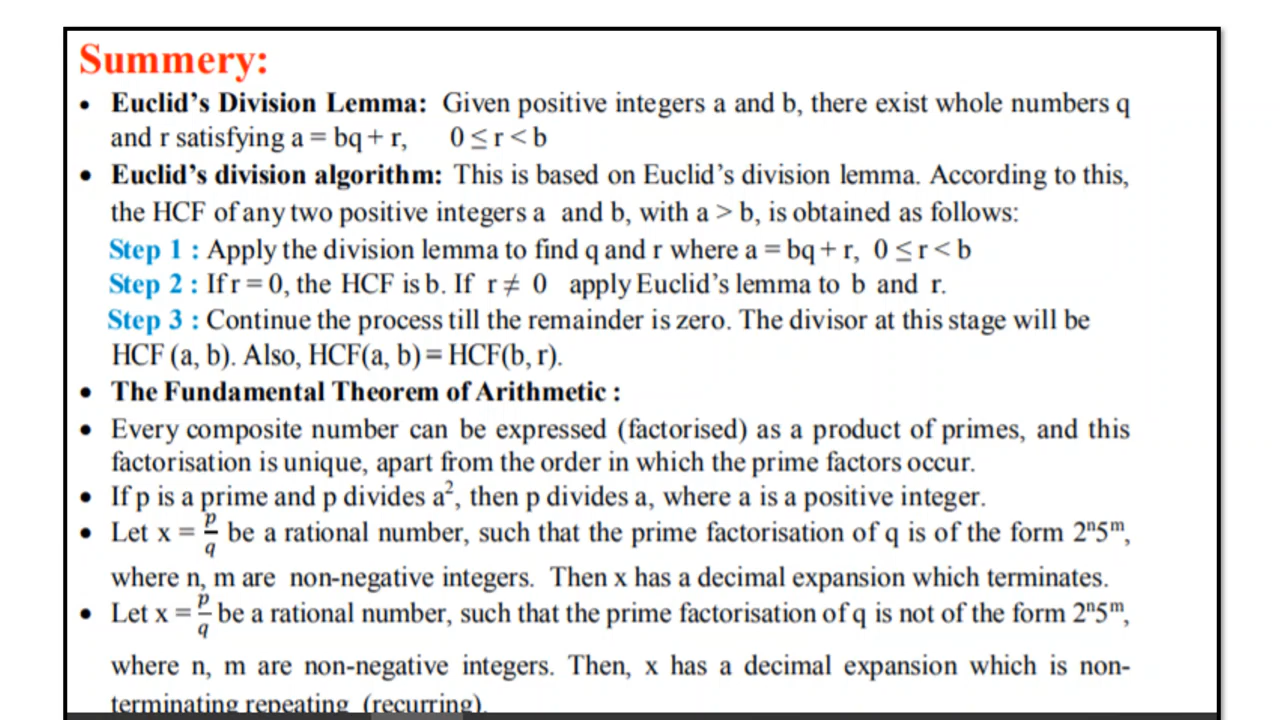 Summery:
• Euclid's Division Lemma: Given positive integers a and b, there exist whole numbers q
and r satisfying a = bq + r, 0 ≤ r < b
• Euclid's division algorithm: This is based on Euclid's division lemma. According to this,
the HCF of any two positive integers a and b, with a > b, is obtained as follows:
Step 1 : Apply the division lemma to find q and r where a = bq + r, 0 ≤ r < b
Step 2 : If r = 0, the HCF is b. If r ≠ 0 apply Euclid's lemma to b and r.
Step 3 : Continue the process till the remainder is zero. The divisor at this stage will be
HCF (a, b). Also, HCF(a, b) = HCF(b, r).
• The Fundamental Theorem of Arithmetic :
• Every composite number can be expressed (factorised) as a product of primes, and this
factorisation is unique, apart from the order in which the prime factors occur.
• If p is a prime and p divides a², then p divides a, where a is a positive integer.
• Let x = p/q be a rational number, such that the prime factorisation of q is of the form 2ⁿ5ᵐ,
where n, m are non-negative integers. Then x has a decimal expansion which terminates.
• Let x = p/q be a rational number, such that the prime factorisation of q is not of the form 2ⁿ5ᵐ,
where n, m are non-negative integers. Then, x has a decimal expansion which is non-
terminating repeating (recurring).